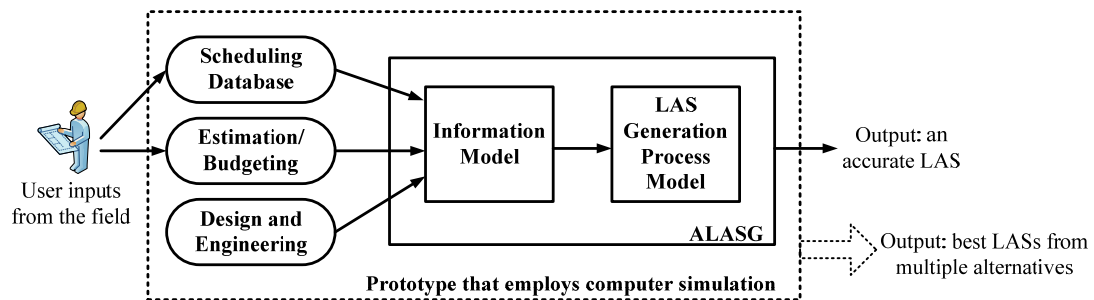 User inputs
from the field
Scheduling
Database
Estimation/
Budgeting
Design and
Engineering
Information
Model
LAS
Generation
Process
Model
ALASG
Prototype that employs computer simulation
Output: an
accurate LAS
Output: best LASs from
multiple alternatives